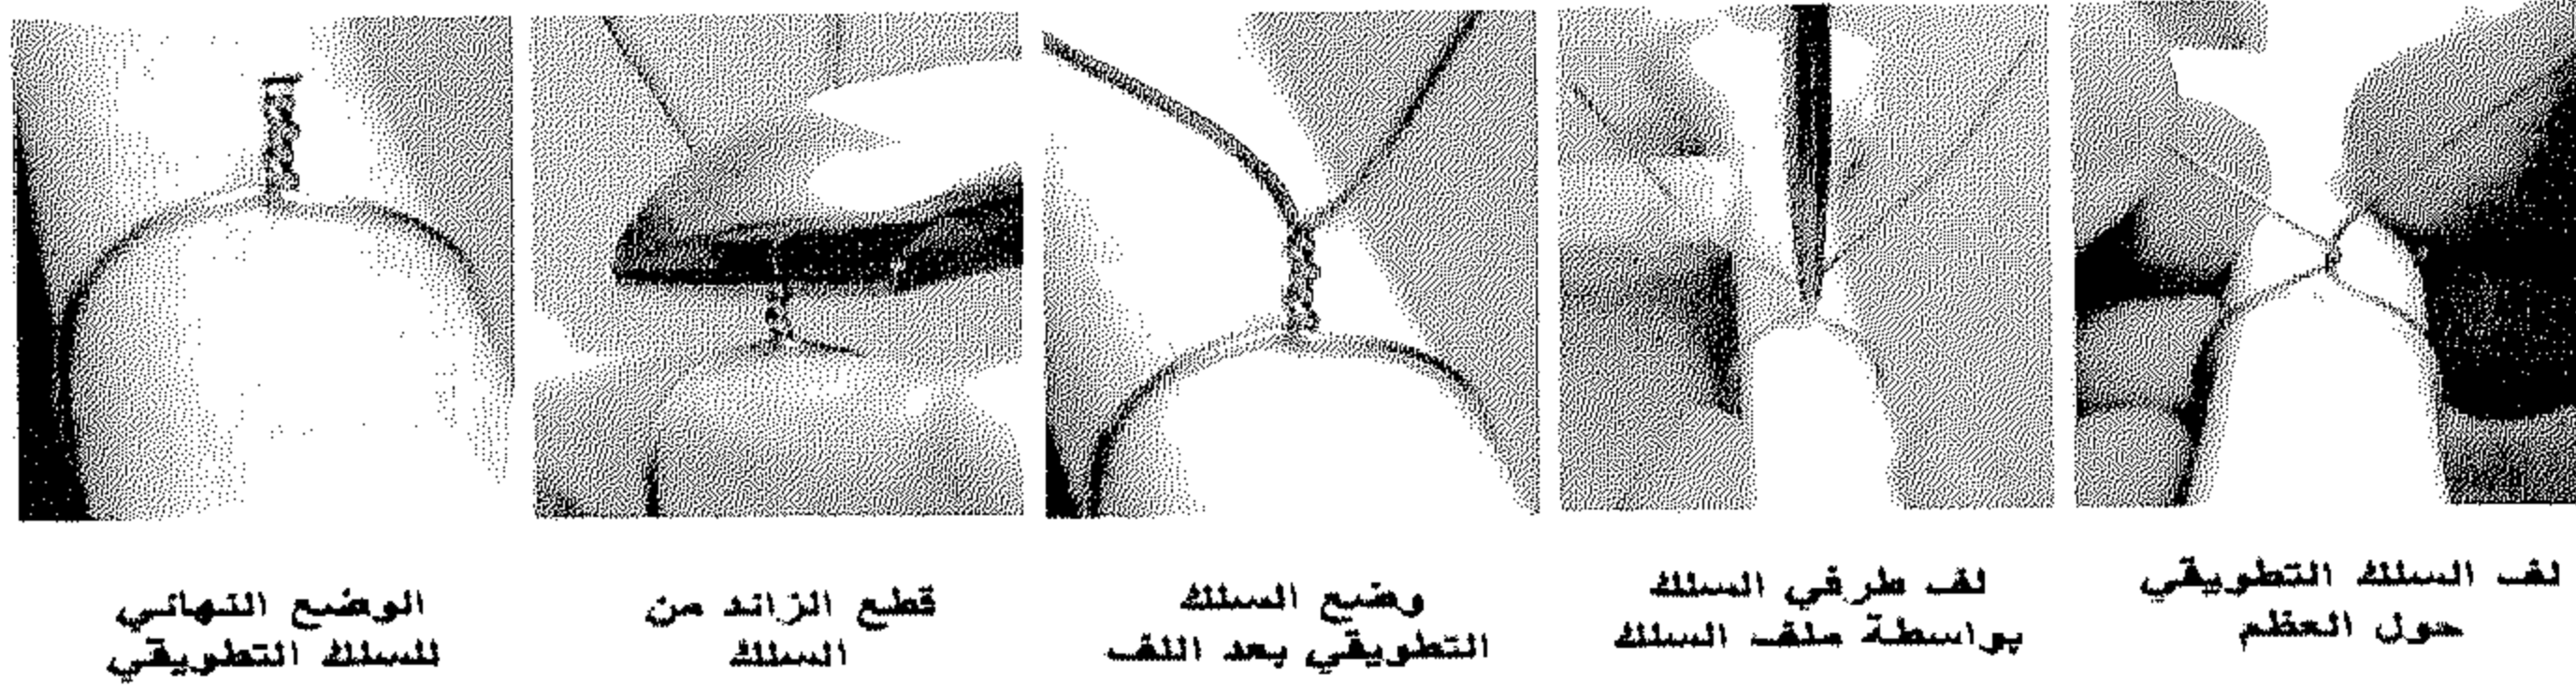 لف السلك التطويقي
حول العظم
لف طرفي السلك
بواسطة ملف السلك
وضع السلك
التطويقي بعد اللف
قطع الزائد من
السلك
الوضع النهائي
للسلك التطويقي